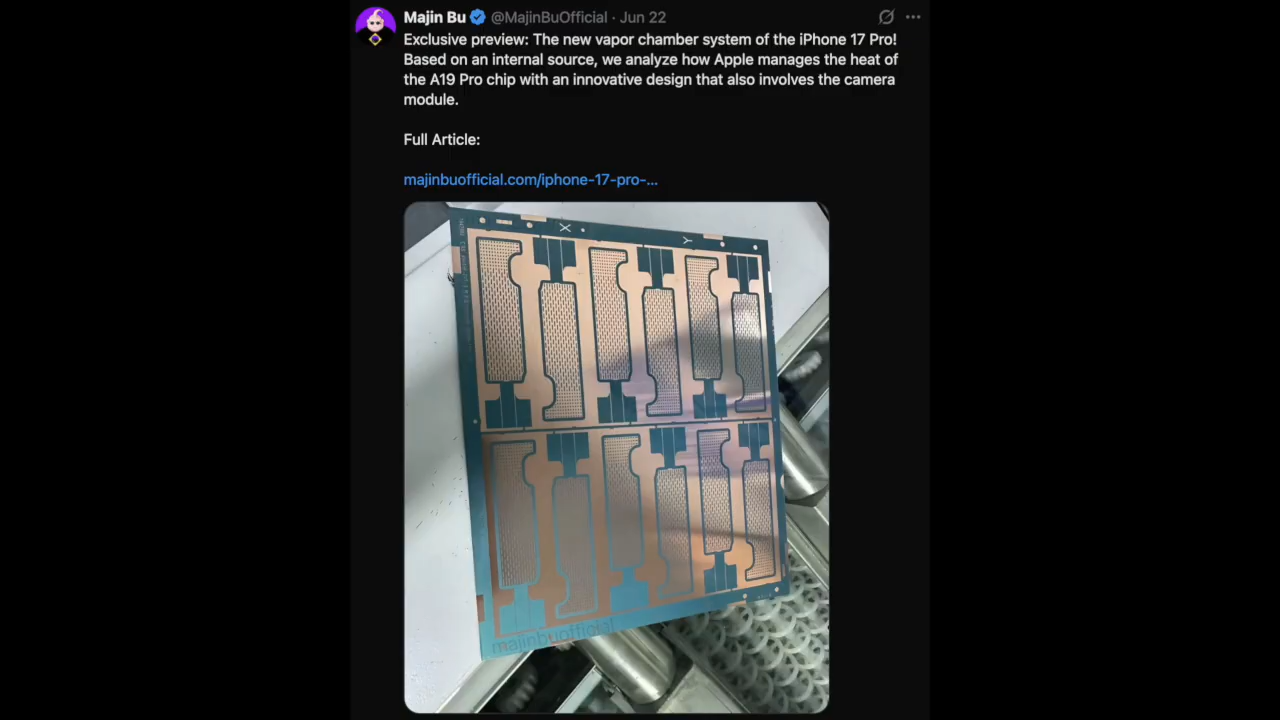 Majin Bu @MajinBuOfficial · Jun 22
Exclusive preview: The new vapor chamber system of the iPhone 17 Pro!
Based on an internal source, we analyze how Apple manages the heat of
the A19 Pro chip with an innovative design that also involves the camera
module.
Full Article:
majinbuofficial.com/iphone-17-pro-...
X
Y
majinbuofficial